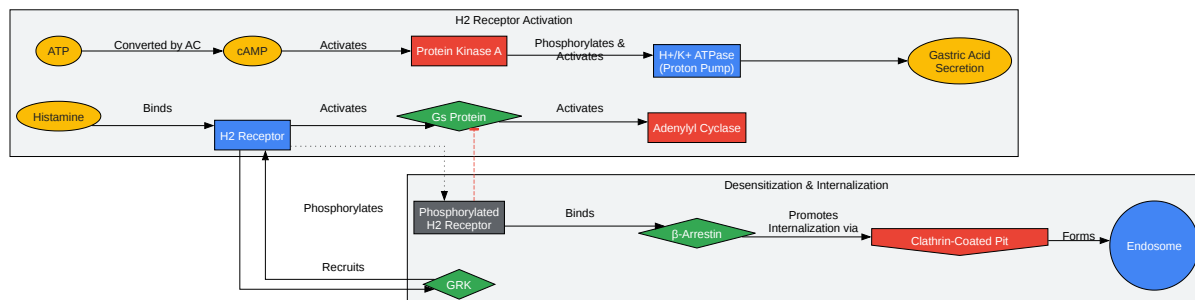 H2 Receptor Activation
ATP
Converted by AC
cAMP
Activates
Protein Kinase A
Phosphorylates &
Activates
H+/K+ ATPase
(Proton Pump)
Gastric Acid
Secretion
Histamine
Binds
H2 Receptor
Activates
Gs Protein
Activates
Adenylyl Cyclase
Desensitization & Internalization
Phosphorylates
Phosphorylated
H2 Receptor
Binds
β-Arrestin
Promotes
Internalization via
Clathrin-Coated Pit
Forms
Endosome
Recruits
GRK